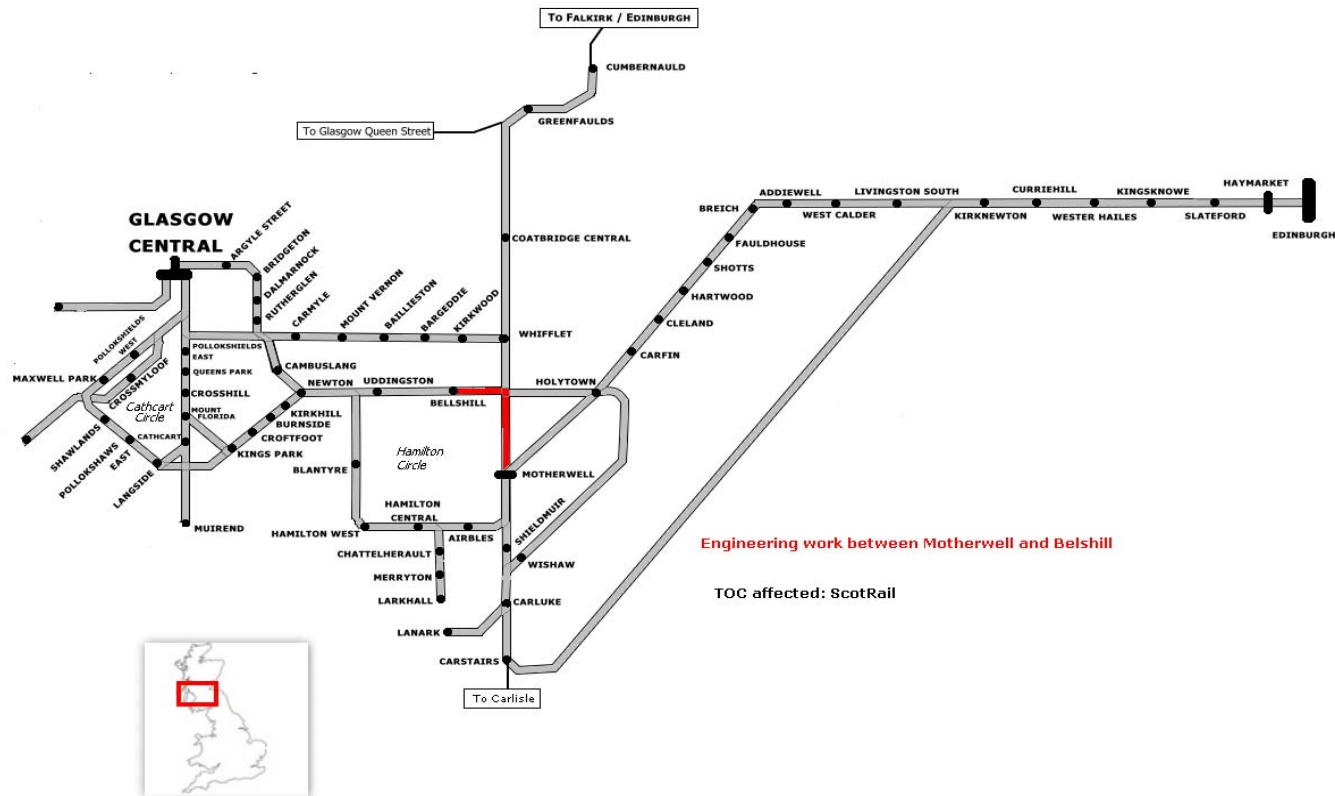 To FALKIRK / EDINBURGH
CUMBERNAULD
GREENFAULDS
To Glasgow Queen Street
ADDIEWELL
LIVINGSTON SOUTH
CURRIEHILL
KINGSKNOWE
HAYMARKET
BREICH
WEST CALDER
KIRKNEWTON
WESTER HAILES
SLATEFORD
EDINBURGH
GLASGOW
CENTRAL
ARGYLE STREET
BRIDGETON
DALMARNOCK
RUTHERGLEN
COATBRIDGE CENTRAL
FAULDHOUSE
SHOTTS
HARTWOOD
CLELAND
CARFIN
CARMYLE
MOUNT VERNON
BAILLIESTON
BARGEDDIE
KIRKWOOD
WHIFFLET
POLLOKSHIELDS
WEST
POLLOKSHIELDS
EAST
QUEENS PARK
CROSSHILL
MOUNT
FLORIDA
CATHCART
MAXWELL PARK
CROSSMYLOOF
Cathcart
Circle
CAMBUSLANG
NEWTON
UDDINGSTON
BELLSHILL
HOLYTOWN
KIRKHILL
BURNSIDE
CROFTFOOT
KINGS PARK
SHAWLANDS
POLLOKSHAWS
EAST
LANGSIDE
MUIREND
BLANTYRE
Hamilton
Circle
MOTHERWELL
HAMILTON
CENTRAL
HAMILTON WEST
AIRBLES
SHIELDMUIR
WISHAW
CHATTELHERAULT
MERRYTON
LARKHALL
CARLUKE
LANARK
CARSTAIRS
To Carlisle
Engineering work between Motherwell and Belshill
TOC affected: ScotRail